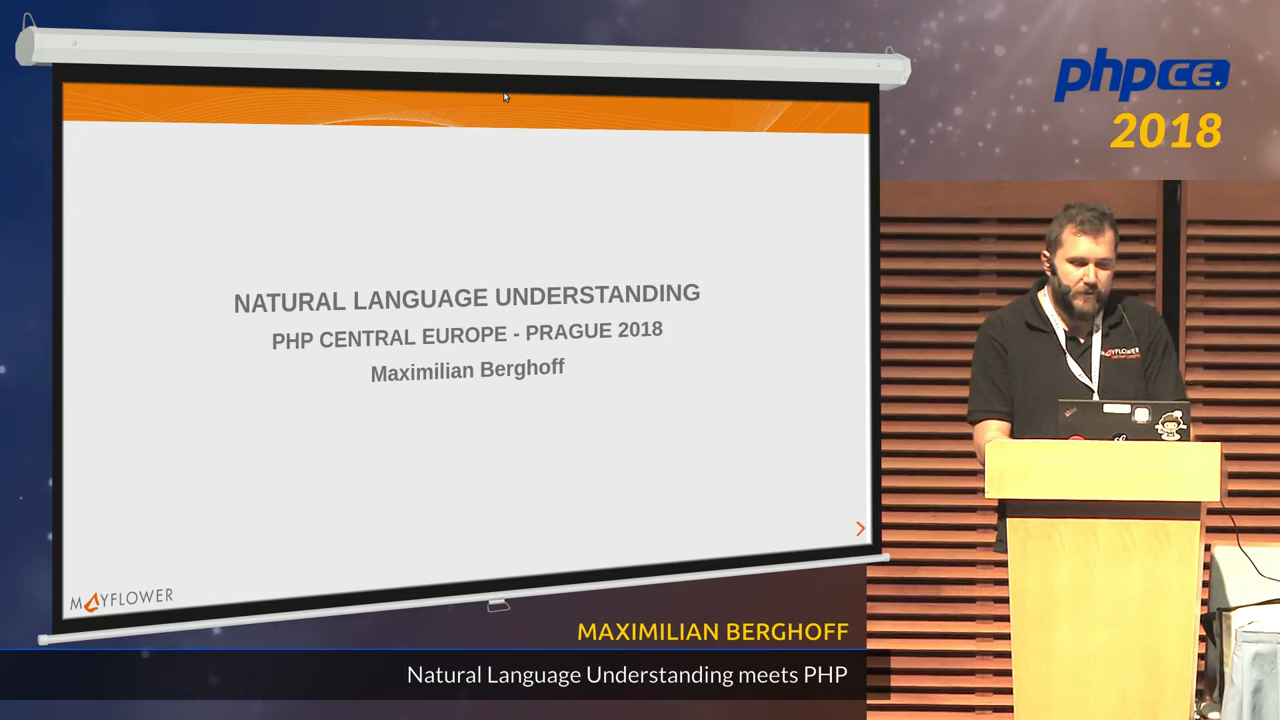 phpCE.
2018
NATURAL LANGUAGE UNDERSTANDING
PHP CENTRAL EUROPE - PRAGUE 2018
Maximilian Berghoff
MAYFLOWER
MAYFLOWER
MAXIMILIAN BERGHOFF
Natural Language Understanding meets PHP